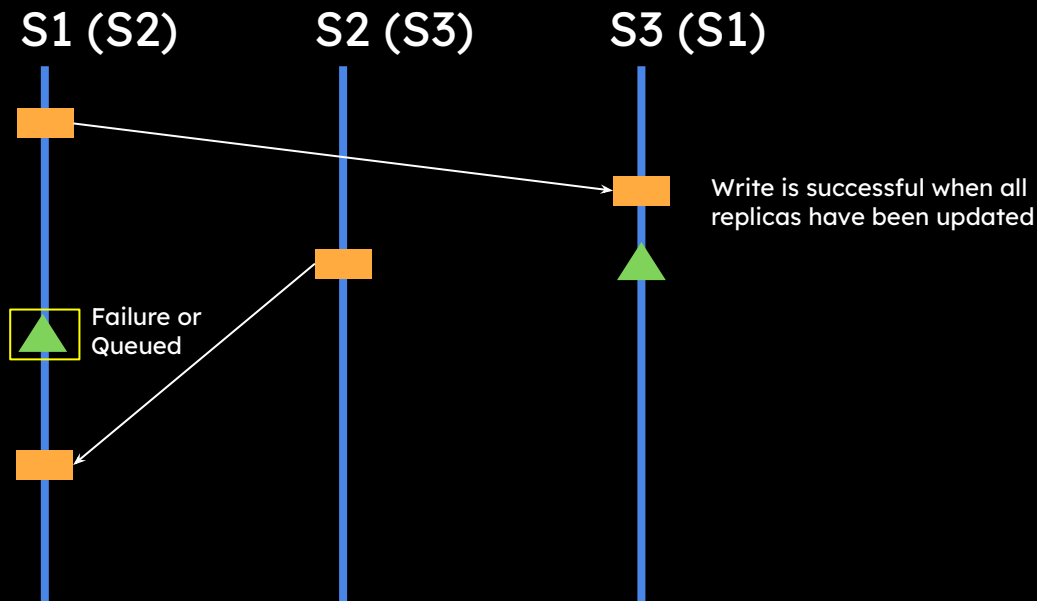 S1 (S2)
S2 (S3)
S3 (S1)
Write is successful when all
replicas have been updated
Failure or
Queued